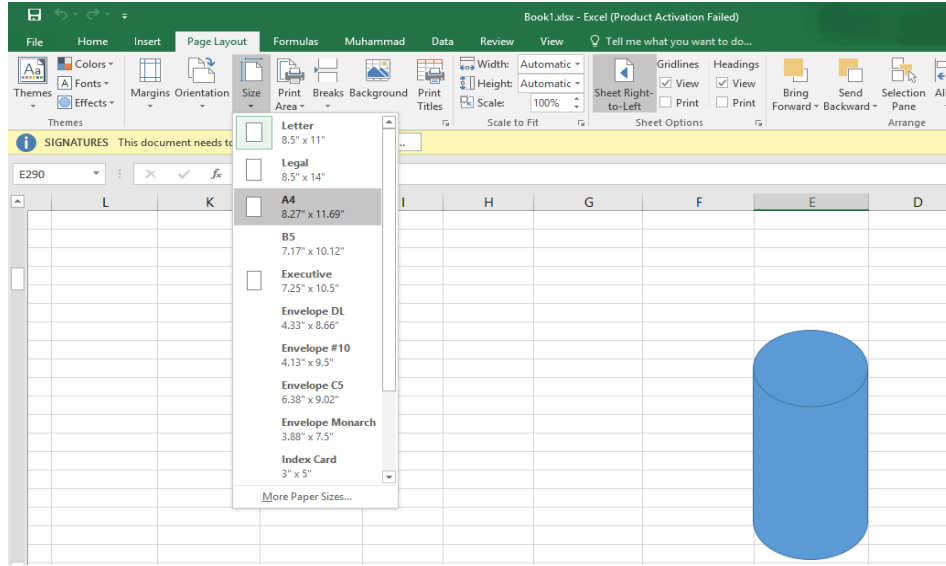 Book1.xlsx - Excel (Product Activation Failed)
File Home Insert Page Layout Formulas Muhammad Data Review View Tell me what you want to do...
Aa
Themes
Colors
A Fonts
Effects
Themes
Margins
Orientation
Size
Print Area
Breaks
Background
Print Titles
Width: Automatic
Height: Automatic
Scale: 100%
Scale to Fit
Sheet Right-to-Left
Gridlines
View
Print
Headings
View
Print
Sheet Options
Bring Forward
Send Backward
Selection Pane
Arrange
SIGNATURES This document needs to
..
E290 fx
L K I H G F E D
Letter
8.5" x 11"
Legal
8.5" x 14"
A4
8.27" x 11.69"
B5
7.17" x 10.12"
Executive
7.25" x 10.5"
Envelope DL
4.33" x 8.66"
Envelope #10
4.13" x 9.5"
Envelope C5
6.38" x 9.02"
Envelope Monarch
3.88" x 7.5"
Index Card
3" x 5"
More Paper Sizes...